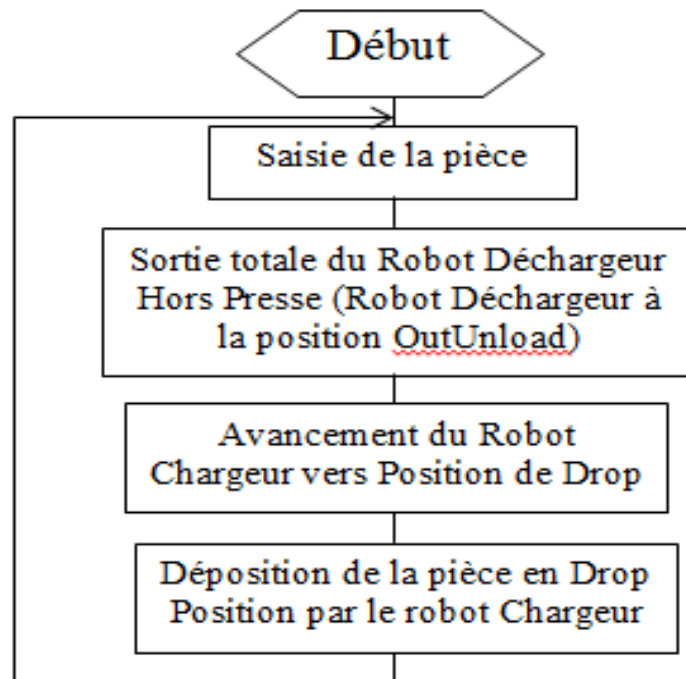 Début
Saisie de la pièce
Sortie totale du Robot Déchargeur
Hors Presse (Robot Déchargeur à
la position OutUnload)
Avancement du Robot
Chargeur vers Position de Drop
Déposition de la pièce en Drop
Position par le robot Chargeur